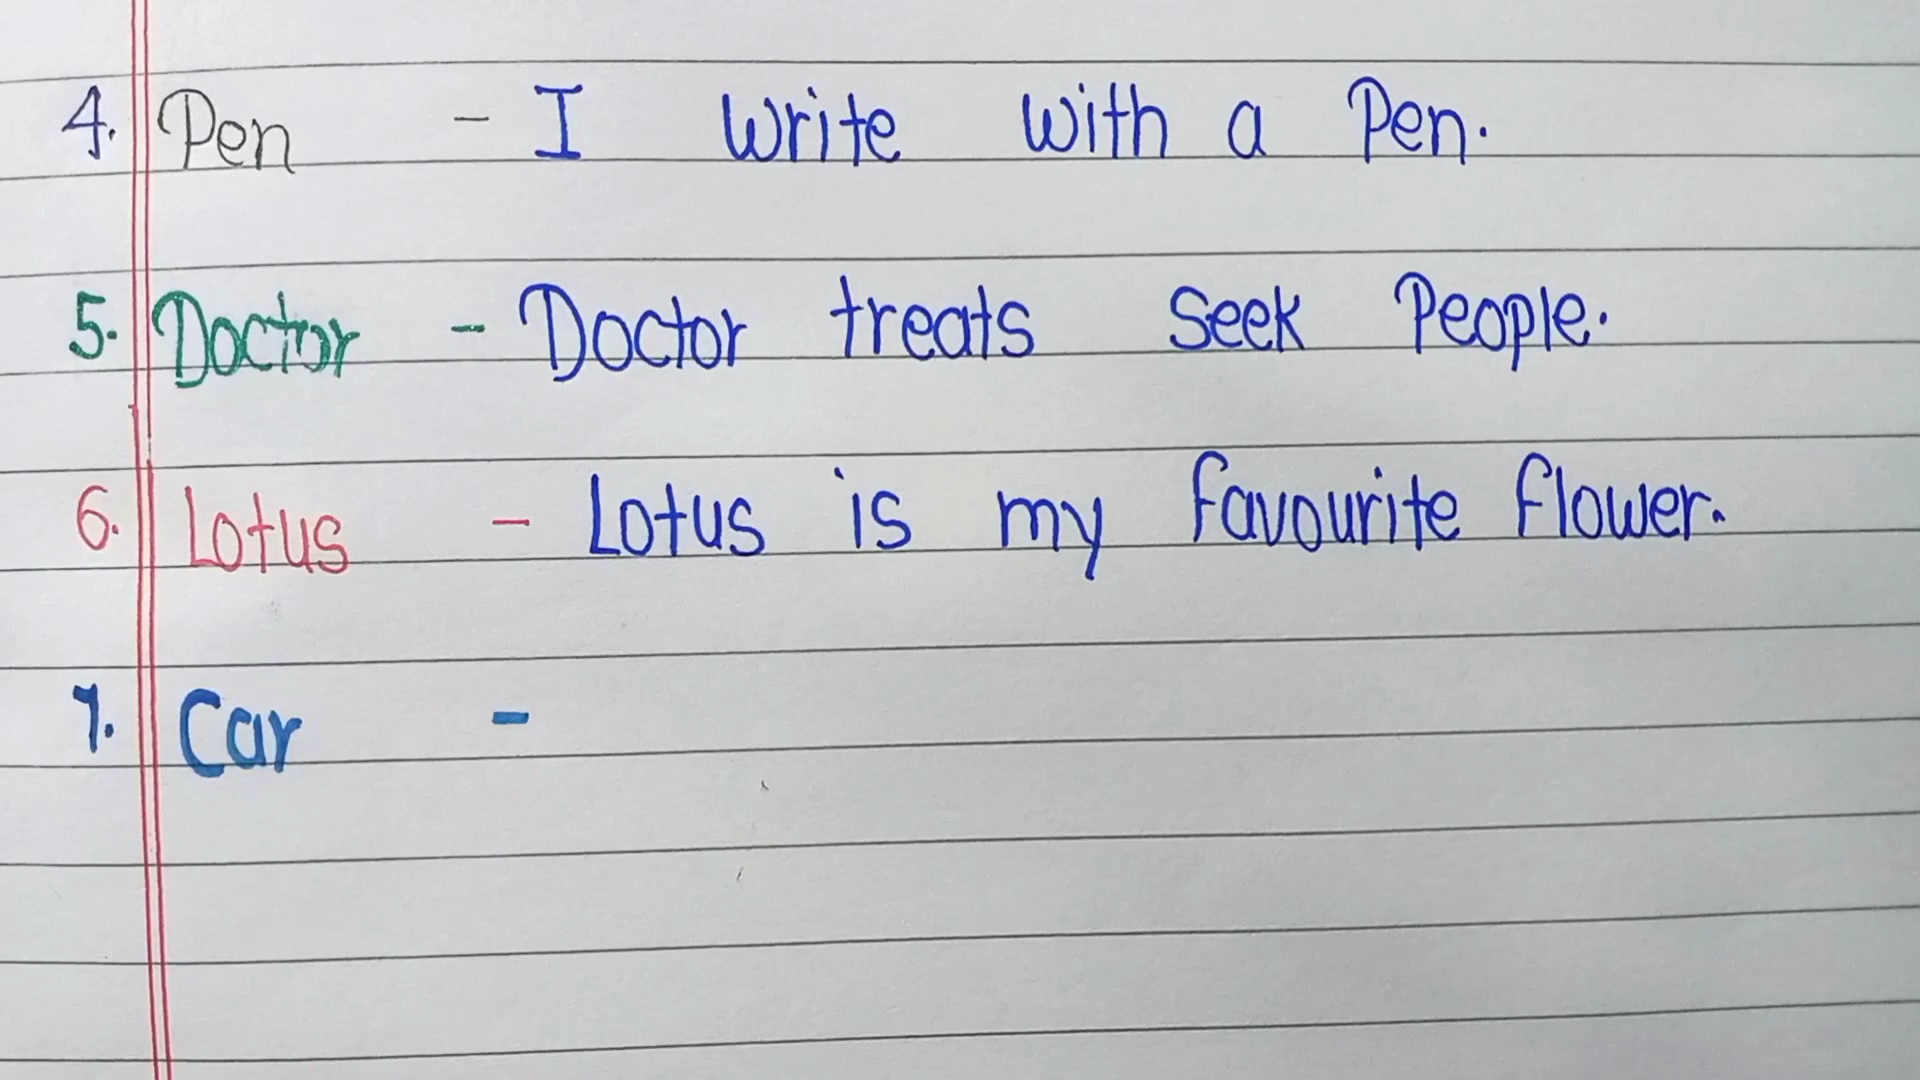 4. Pen - I write with a Pen.
5. Doctor - Doctor treats seek People.
6. Lotus - Lotus is my favourite flower.
7. Car -